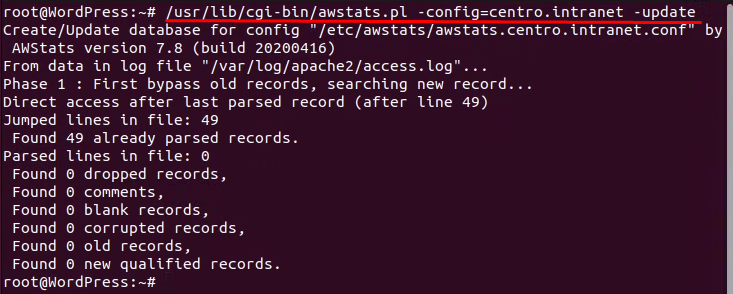 root@WordPress:~# /usr/lib/cgi-bin/awstats.pl -config=centro.intranet -update
Create/Update database for config "/etc/awstats/awstats.centro.intranet.conf" by
 AWStats version 7.8 (build 20200416)
From data in log file "/var/log/apache2/access.log"...
Phase 1 : First bypass old records, searching new record...
Direct access after last parsed record (after line 49)
Jumped lines in file: 49
 Found 49 already parsed records.
Parsed lines in file: 0
 Found 0 dropped records,
 Found 0 comments,
 Found 0 blank records,
 Found 0 corrupted records,
 Found 0 old records,
 Found 0 new qualified records.
root@WordPress:~#